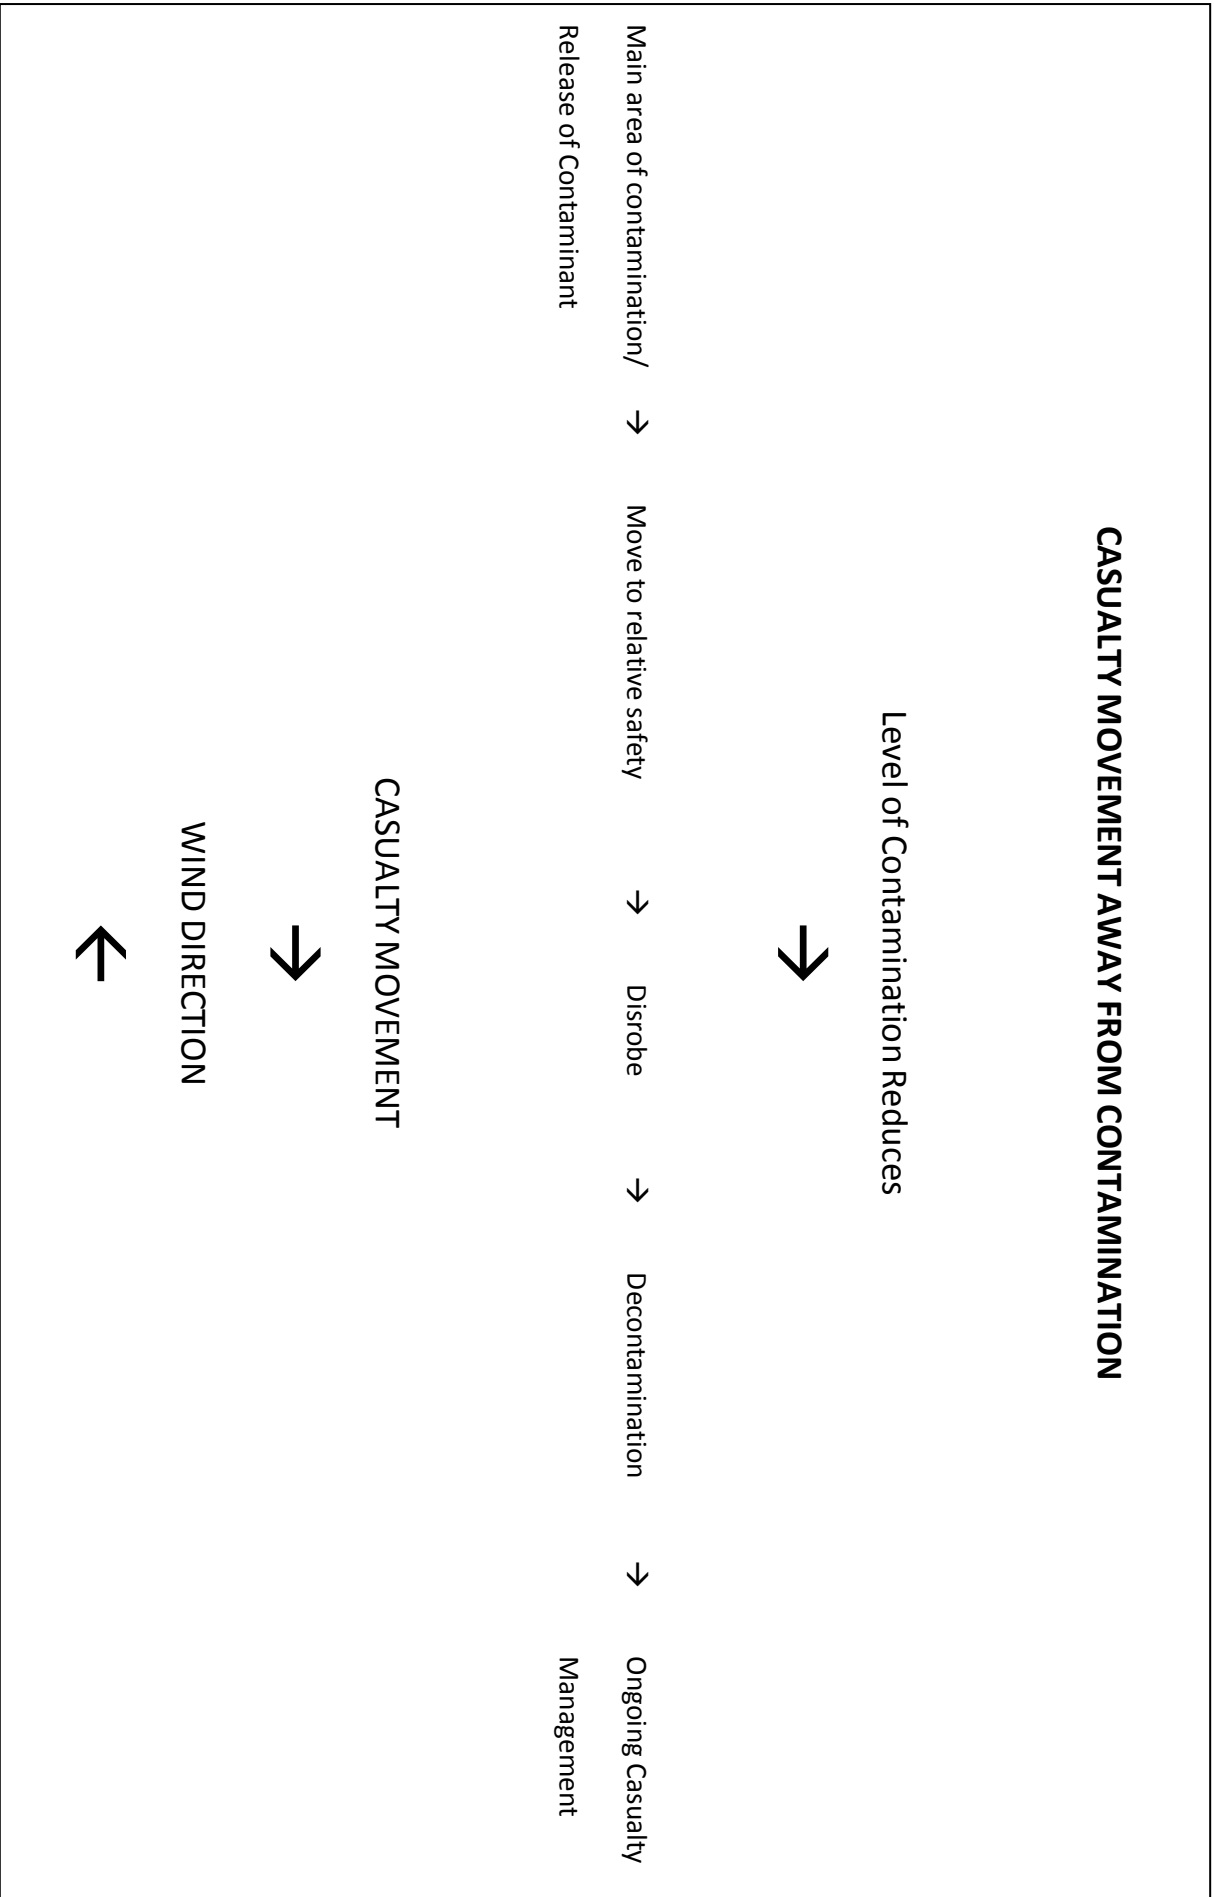 CASUALTY MOVEMENT AWAY FROM CONTAMINATION
Level of Contamination Reduces
→
Main area of contamination/ → Move to relative safety → Disrobe → Decontamination → Ongoing Casualty
Release of Contaminant Management
CASUALTY MOVEMENT
→
WIND DIRECTION
←